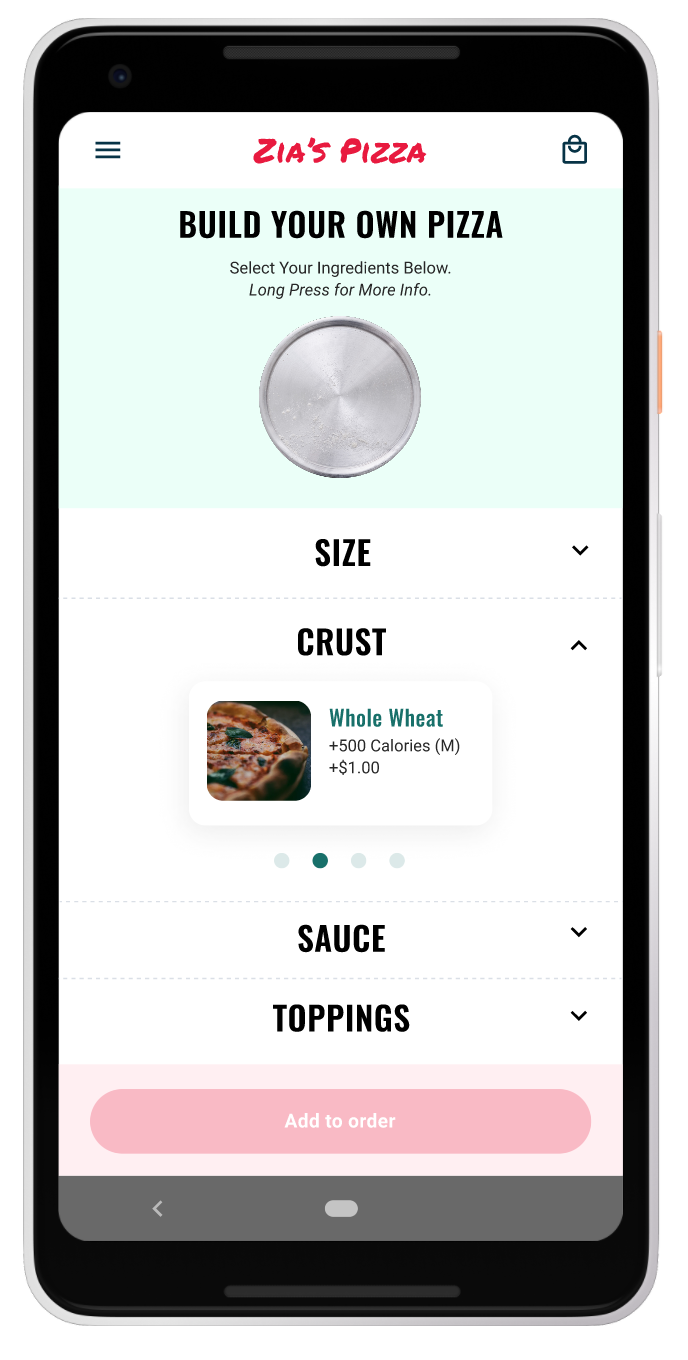 Zia's Pizza
BUILD YOUR OWN PIZZA
Select Your Ingredients Below.
Long Press for More Info.
SIZE
CRUST
Whole Wheat
+500 Calories (M)
+$1.00
SAUCE
TOPPINGS
Add to order